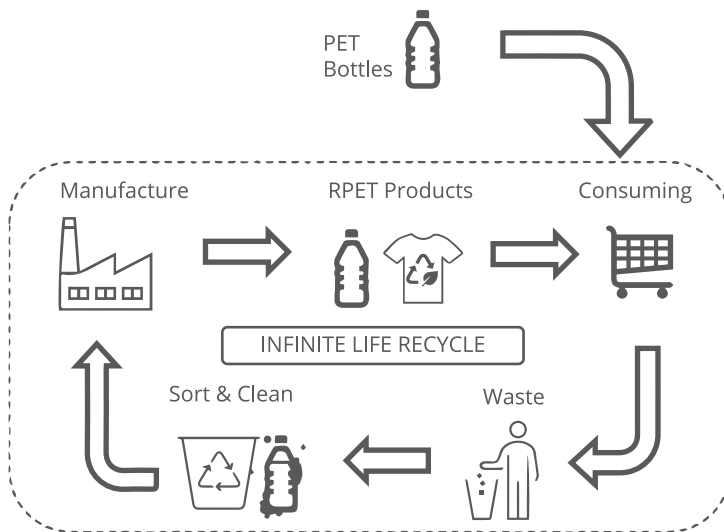 PET
Bottles
Manufacture
RPET Products
Consuming
INFINITE LIFE RECYCLE
Sort & Clean
Waste